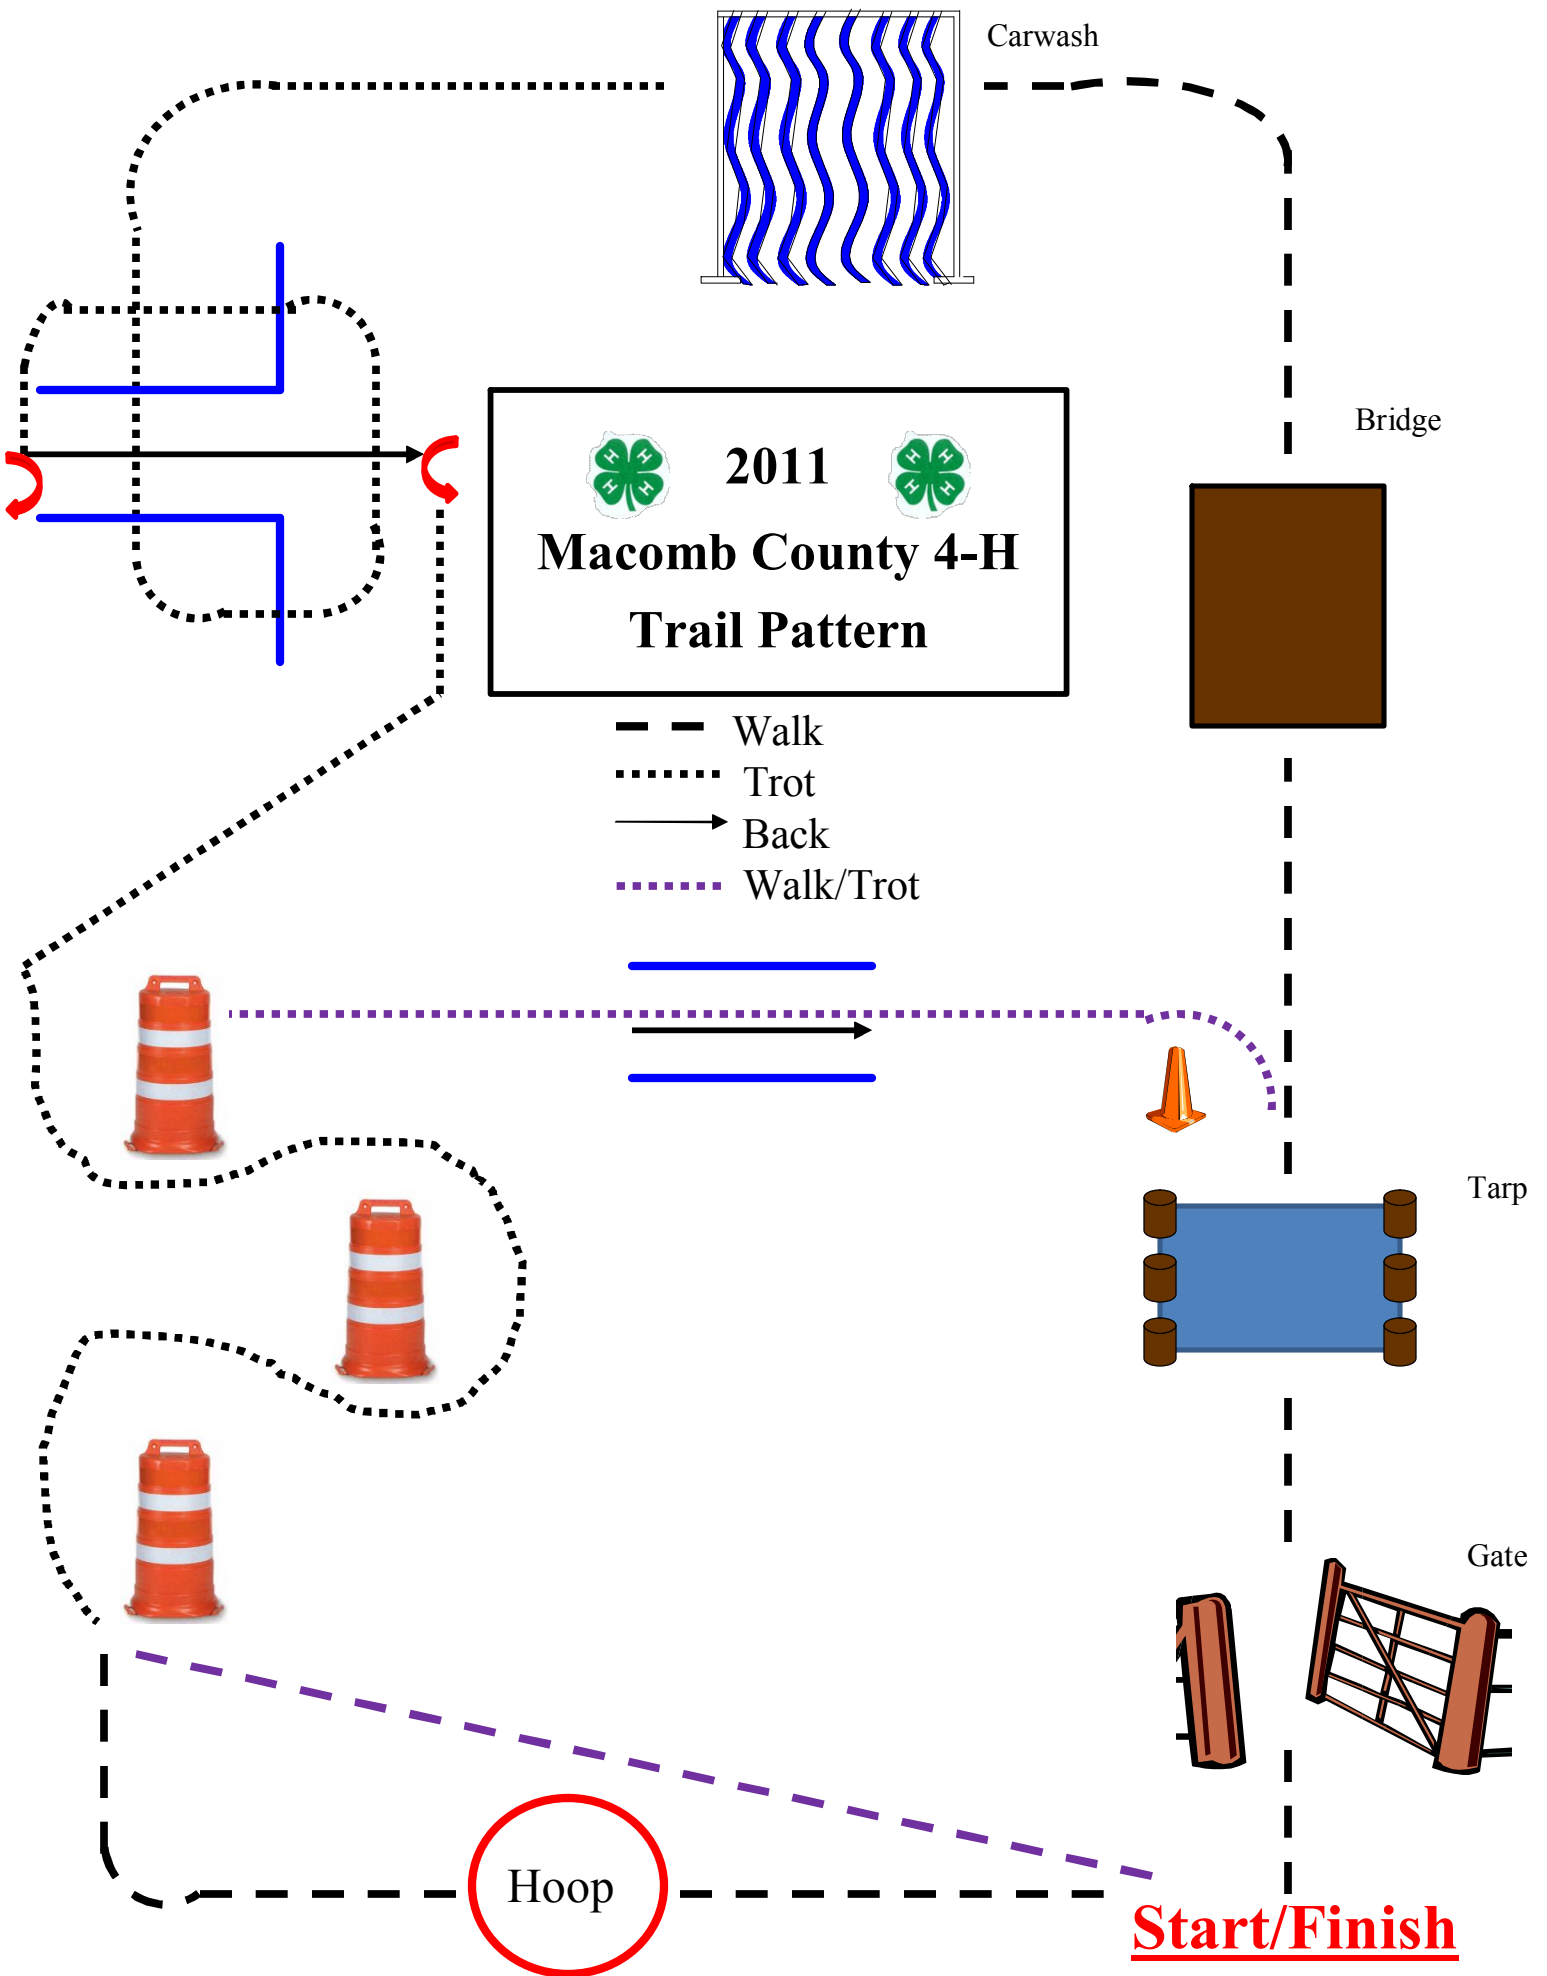 Carwash
Bridge
2011
Macomb County 4-H
Trail Pattern
H H H H
H H H H
Walk
Trot
Back
Walk/Trot
Tarp
Gate
Hoop
Start/Finish